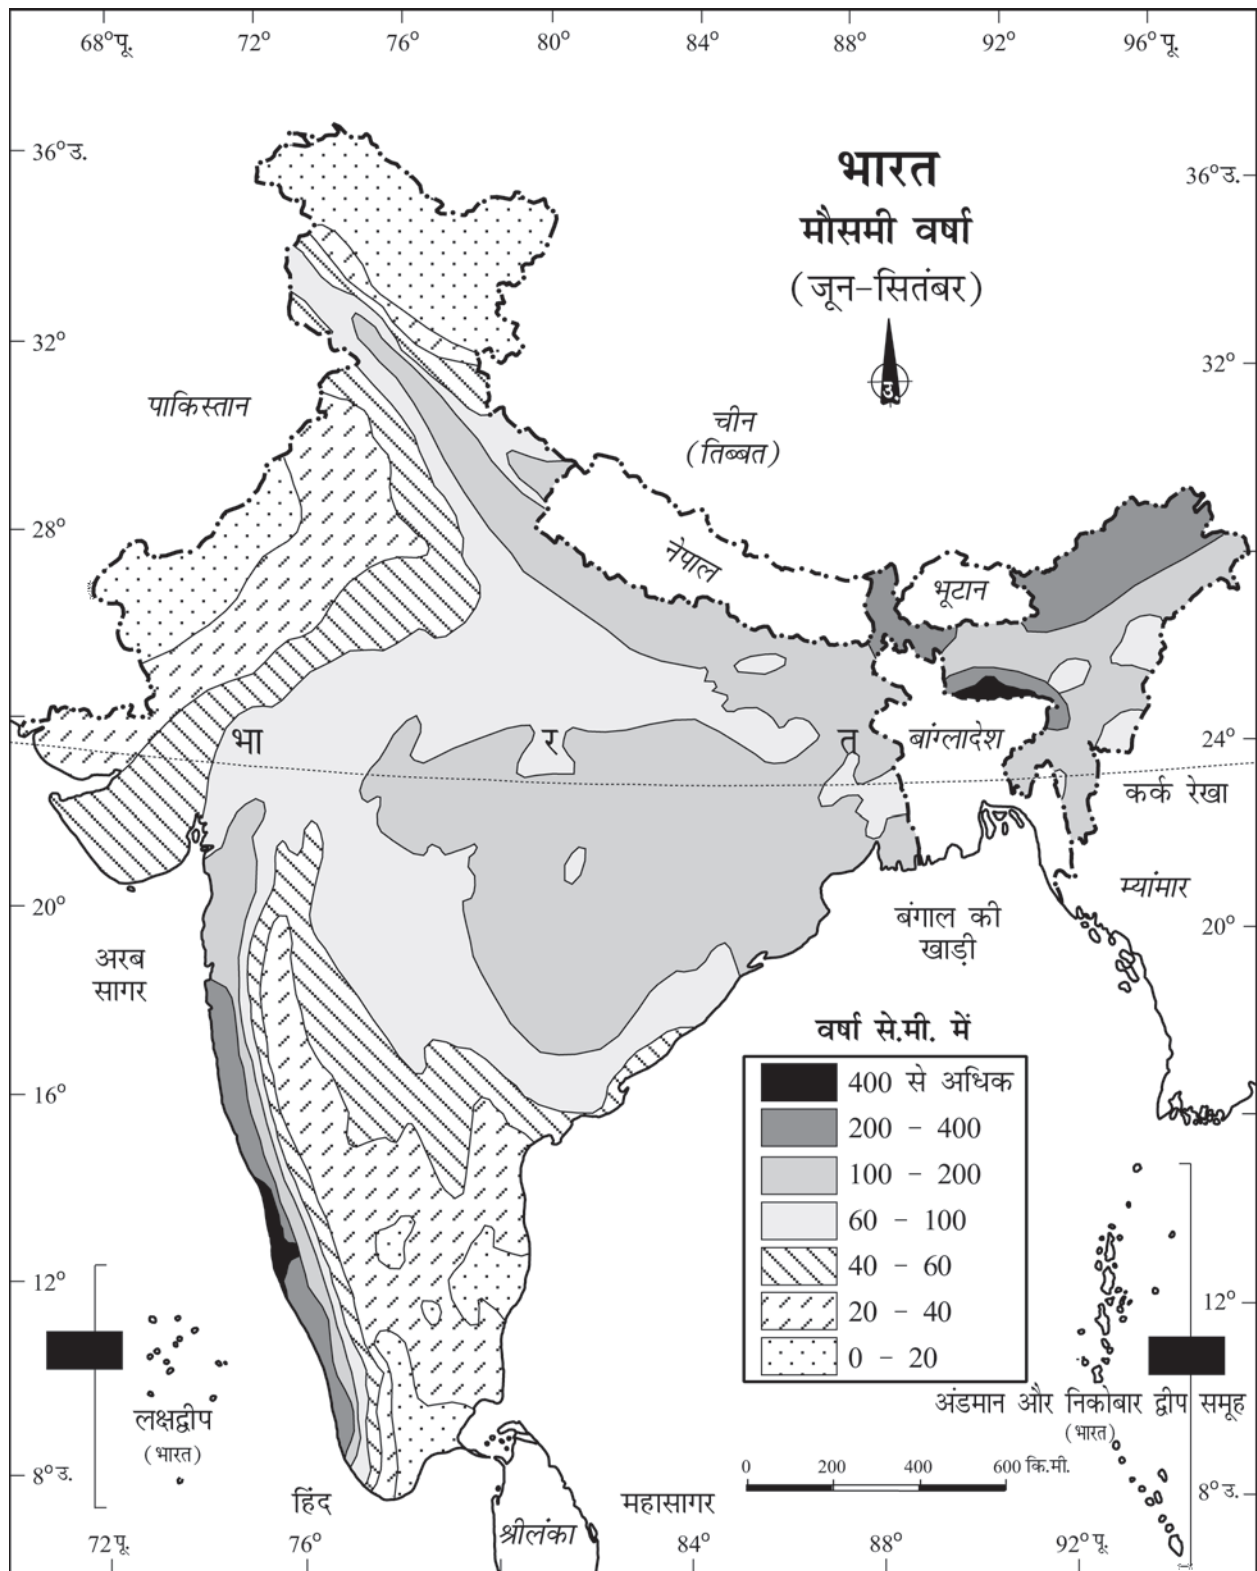 68°पू.
72°
76°
80°
84°
88°
92°
96°पू.
36°उ.
36°उ.
भारत
मौसमी वर्षा
(जून-सितंबर)
उ.
32°
32°
पाकिस्तान
चीन
(तिब्बत)
28°
नेपाल
भूटान
भा
र
त
बांग्लादेश
24°
कर्क रेखा
म्यांमार
20°
20°
बंगाल की
खाड़ी
अरब
सागर
वर्षा से.मी. में
400 से अधिक
200 - 400
100 - 200
60 - 100
40 - 60
20 - 40
0 - 20
16°
12°
12°
लक्षद्वीप
(भारत)
अंडमान और निकोबार द्वीप समूह
(भारत)
0 200 400 600 कि.मी.
8°उ.
8°उ.
हिंद
महासागर
श्रीलंका
72°पू.
76°
84°
88°
92°पू.